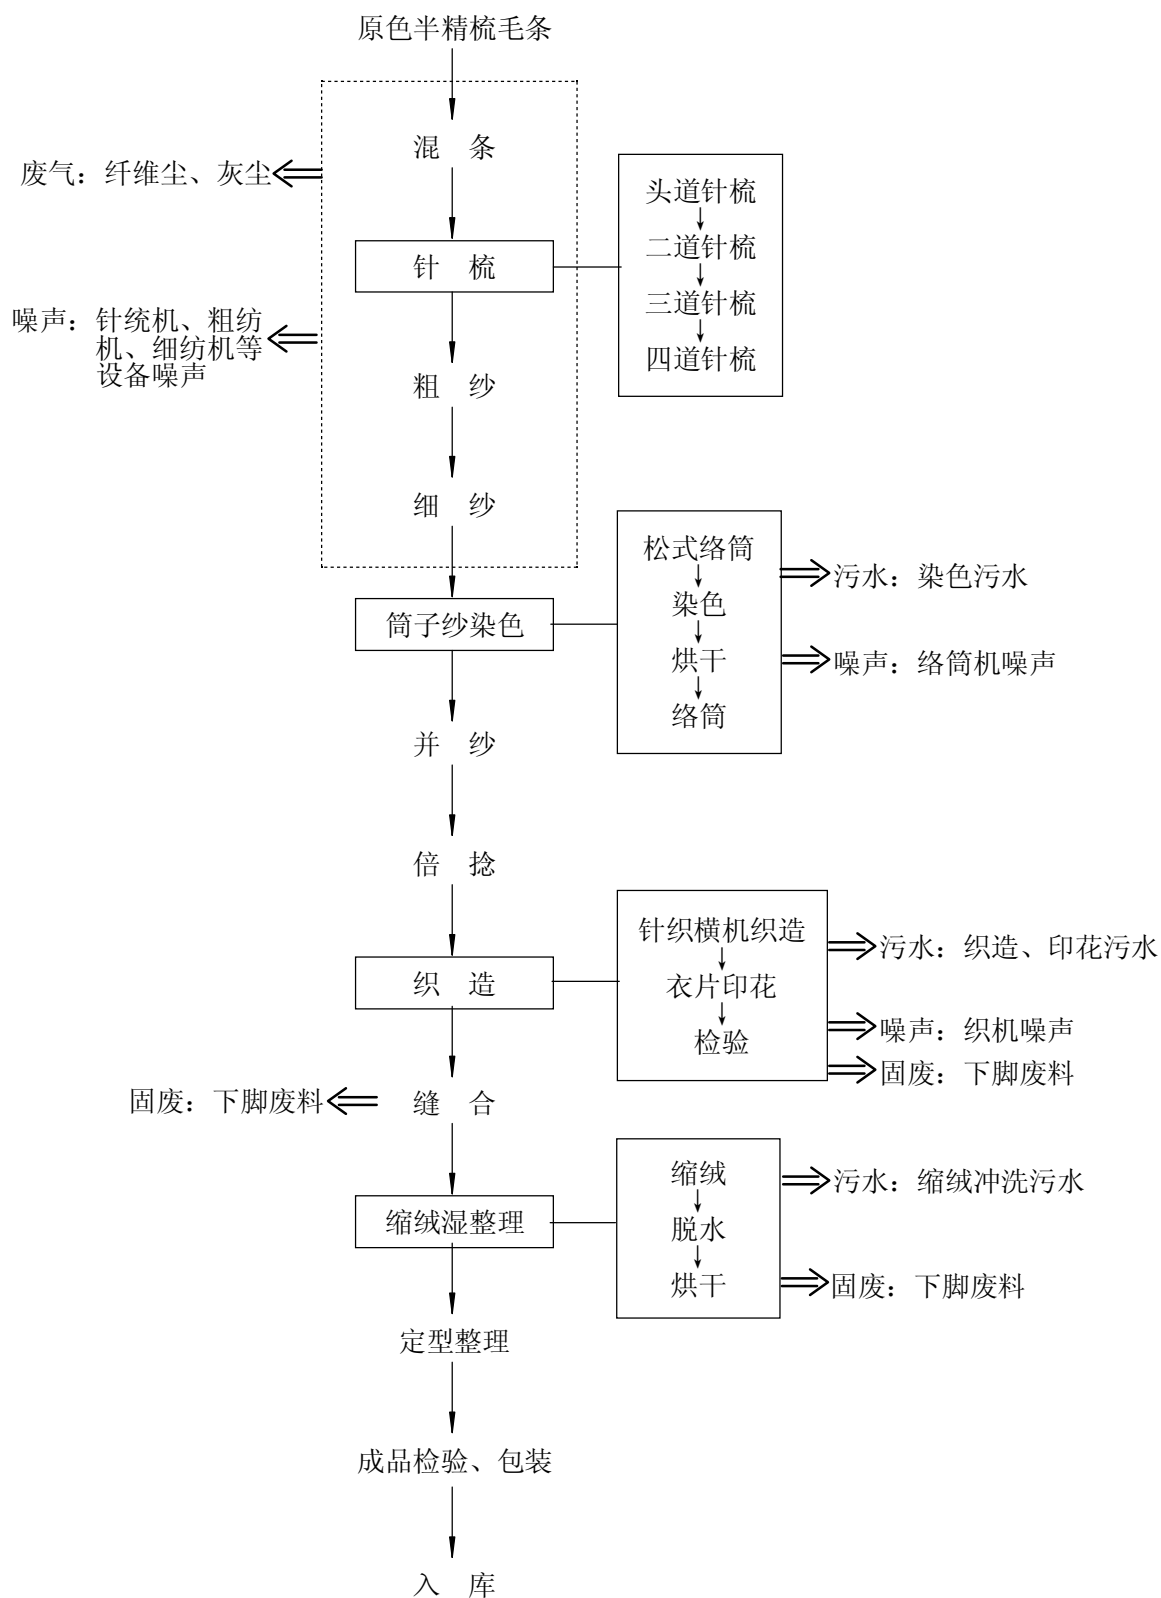 原色半精梳毛条
混 条
废气：纤维尘、灰尘
头道针梳
二道针梳
三道针梳
四道针梳
针 梳
噪声：针统机、粗纺
机、细纺机等
设备噪声
粗 纱
细 纱
松式络筒
染色
烘干
络筒
污水：染色污水
噪声：络筒机噪声
筒子纱染色
并 纱
倍 捻
针织横机织造
衣片印花
检验
污水：织造、印花污水
噪声：织机噪声
固废：下脚废料
织 造
固废：下脚废料
缝 合
缩绒
脱水
烘干
污水：缩绒冲洗污水
固废：下脚废料
缩绒湿整理
定型整理
成品检验、包装
入 库